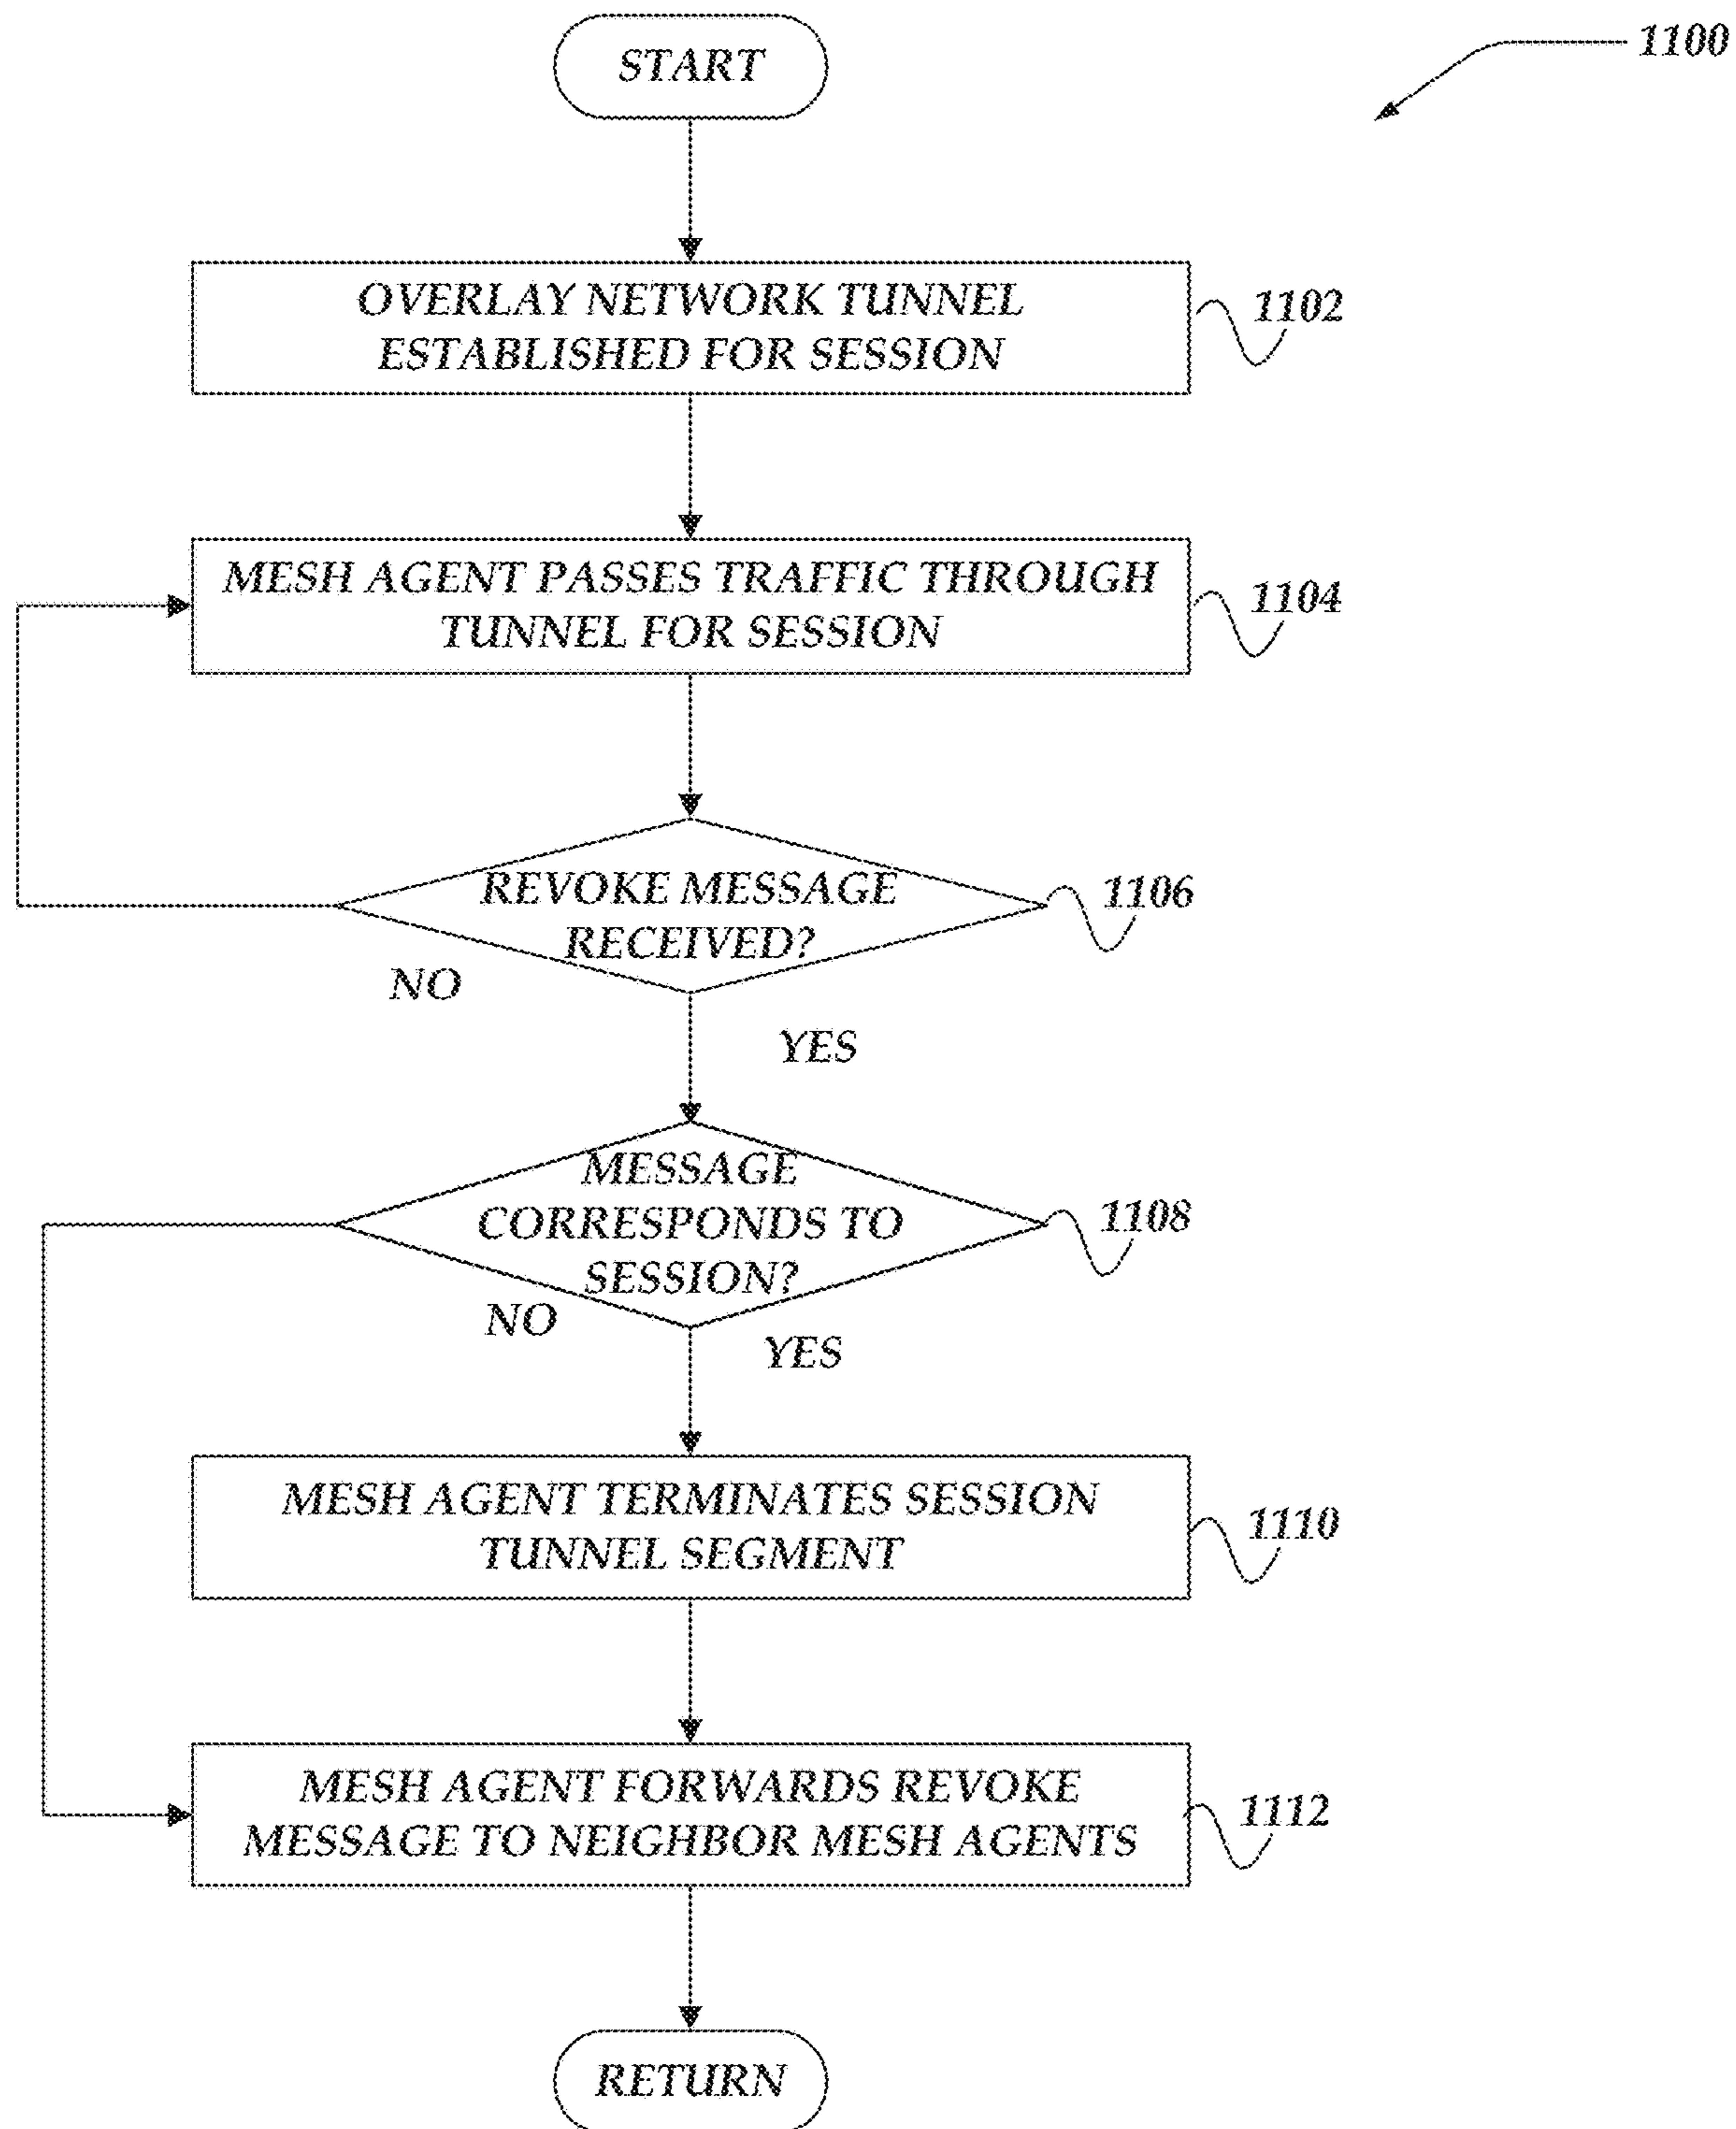 START
1100
OVERLAY NETWORK TUNNEL
ESTABLISHED FOR SESSION
1102
MESH AGENT PASSES TRAFFIC THROUGH
TUNNEL FOR SESSION
1104
REVOKE MESSAGE
RECEIVED?
1106
NO
YES
MESSAGE
CORRESPONDS TO
SESSION?
1108
NO
YES
MESH AGENT TERMINATES SESSION
TUNNEL SEGMENT
1110
MESH AGENT FORWARDS REVOKE
MESSAGE TO NEIGHBOR MESH AGENTS
1112
RETURN